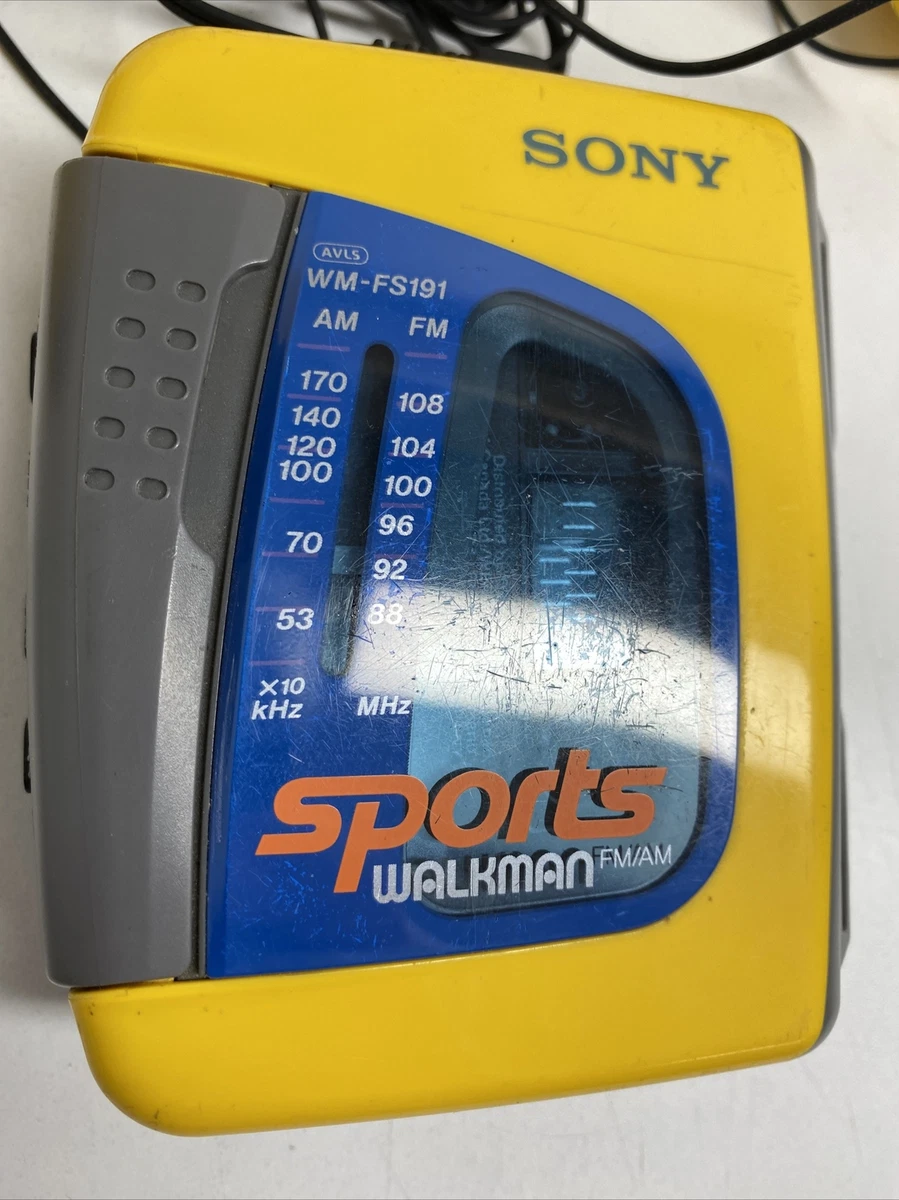 SONY
AVLS
WM-FS191
AM FM
170
108
140
104
120
100
100
96
70
92
53
88
X10
kHz
MHz
sports
WALKMAN FM/AM